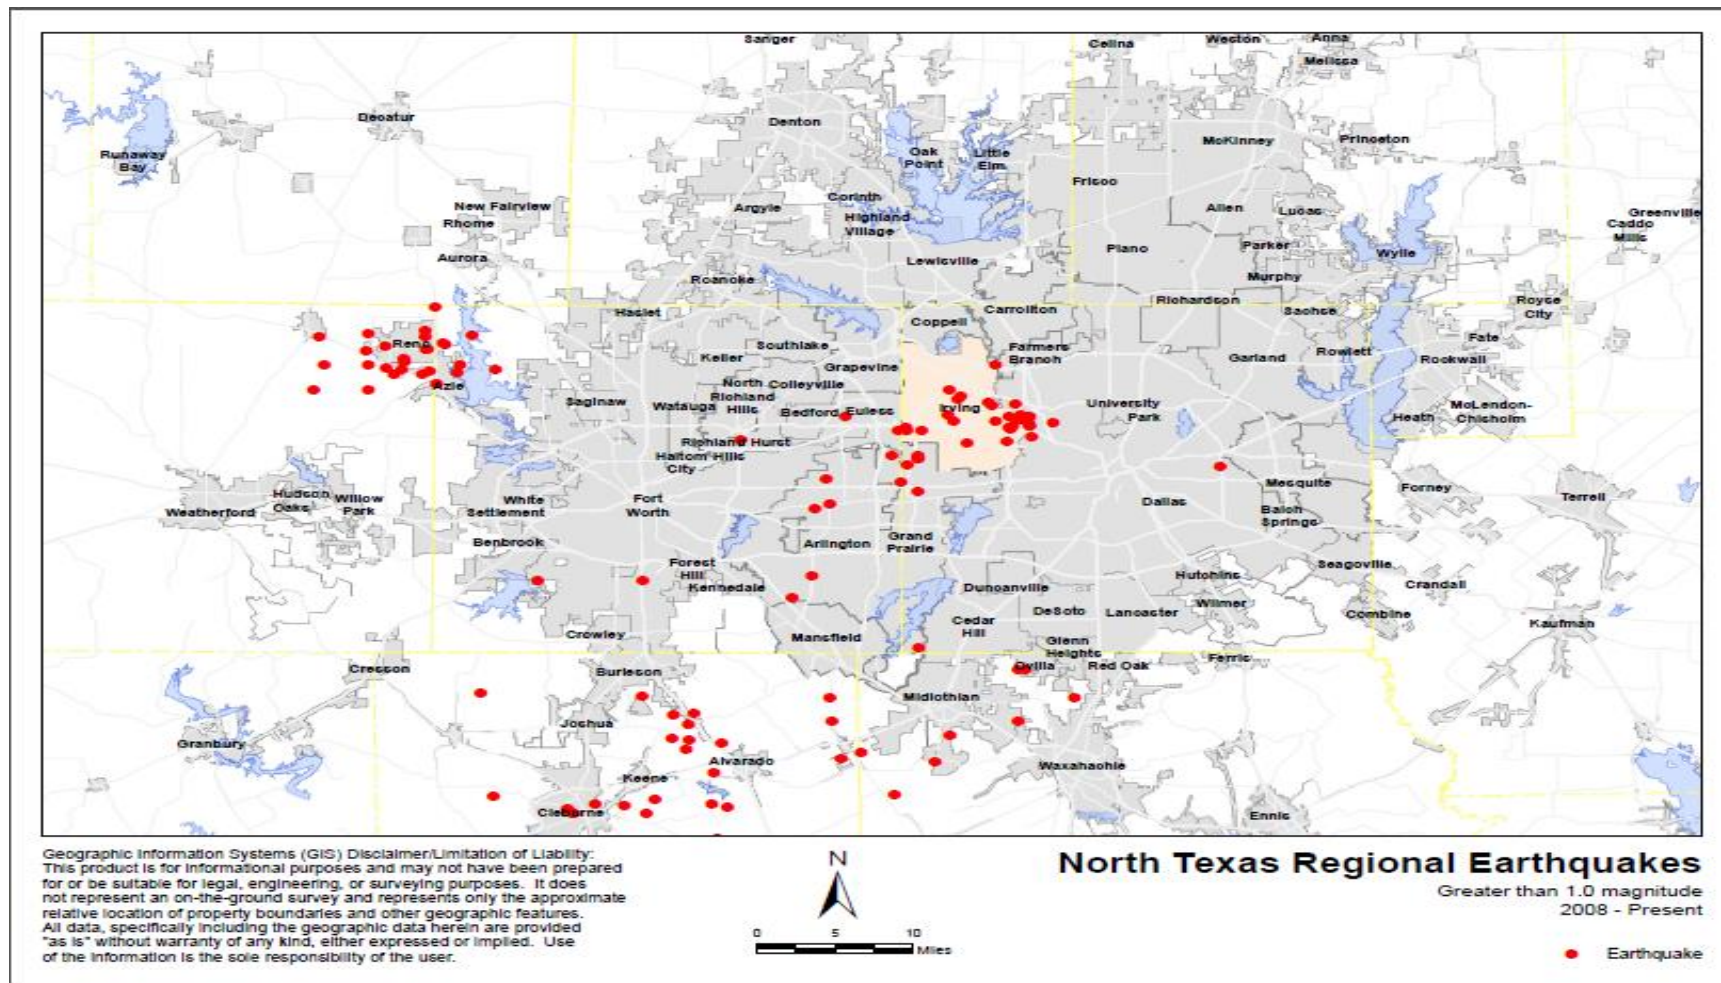 Sanger
Celina
Weston
Anna
Melissa
Decatur
Denton
Runaway
Bay
Oak
Point
Little
Elm
McKinney
Princeton
Frisco
New Fairview
Rhome
Argyle
Corinth
Highland
Village
Allen
Lucas
Greenville
Caddo
Mills
Aurora
Lewisville
Plano
Parker
Wylie
Murphy
Roanoke
Haslet
Coppell
Carrollton
Richardson
Sachse
Royse
City
Reno
Southlake
Keller
Grapevine
Farmers
Branch
Garland
Rowlett
Fate
Rockwall
Azle
North
Richland
Hills
Colleyville
Saginaw
Watauga
Bedford
Euless
Irving
University
Park
Heath
McLendon-
Chisholm
Richland
Hills
Hurst
Haltom
City
Hudson
Oaks
Willow
Park
Weatherford
White
Settlement
Fort
Worth
Dallas
Mesquite
Balch
Springs
Forney
Terrell
Benbrook
Arlington
Grand
Prairie
Forest
Hill
Kennedale
Duncanville
Hutchins
Seagoville
Crandall
DeSoto
Lancaster
Wilmer
Combine
Crowley
Mansfield
Cedar
Hill
Glenn
Heights
Kaufman
Cresson
Burleson
Ovilla
Red Oak
Ferris
Midlothian
Joshua
Granbury
Keene
Alvarado
Waxahachie
Cleburne
Ennis
Geographic Information Systems (GIS) Disclaimer/Limitation of Liability:
This product is for informational purposes and may not have been prepared
for or be suitable for legal, engineering, or surveying purposes. It does
not represent an on-the-ground survey and represents only the approximate
relative location of property boundaries and other geographic features.
All data, specifically including the geographic data herein are provided
"as is" without warranty of any kind, either expressed or implied. Use
of the information is the sole responsibility of the user.
N
0 5 10
Miles
North Texas Regional Earthquakes
Greater than 1.0 magnitude
2008 - Present
Earthquake